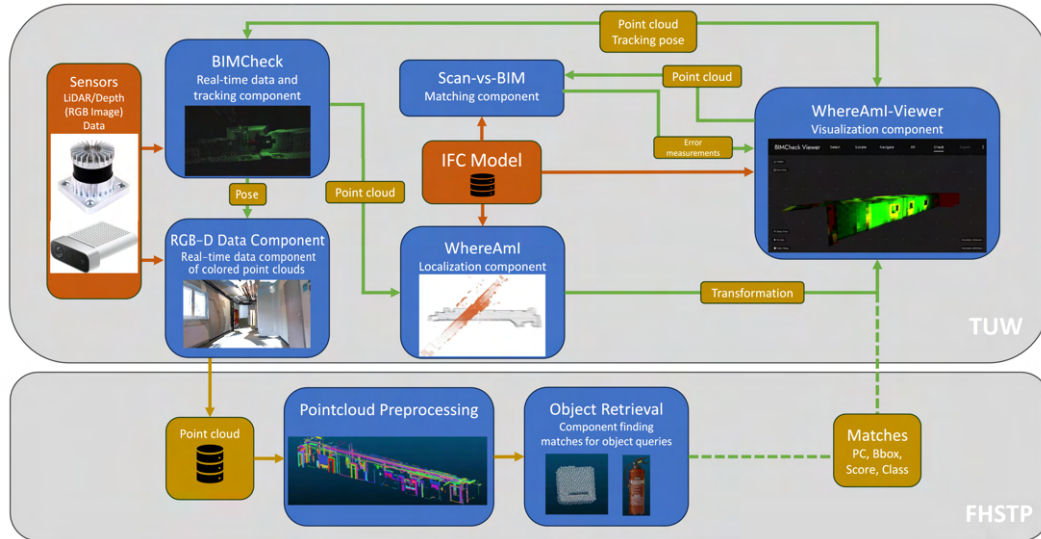 Point cloud
Tracking pose
BIMCheck
Real-time data and
tracking component
Sensors
LiDAR/Depth
(RGB Image)
Data
Scan-vs-BIM
Matching component
Point cloud
WhereAmI-Viewer
Visualization component
BIMCheck Viewer
Error
measurements
IFC Model
Pose
Point cloud
RGB-D Data Component
Real-time data component
of colored point clouds
WhereAmI
Localization component
Transformation
TUW
Pointcloud Preprocessing
Object Retrieval
Component finding
matches for object queries
Point cloud
Matches
PC, Bbox,
Score, Class
FHSTP